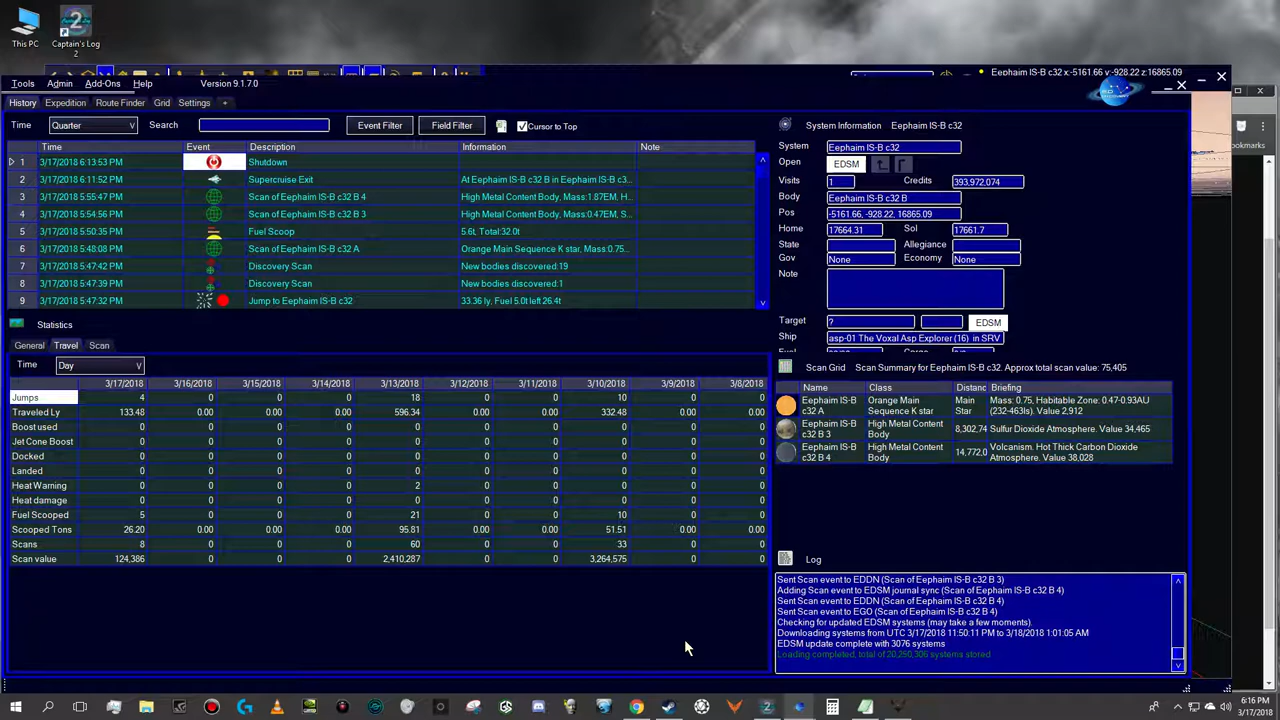 This PC
Captain's Log 2
Eephaim IS-B c32 x:-5161.66 y:-928.22 z:16865.09
Tools Admin Add-Ons Help Version 9.1.7.0
History Expedition Route Finder Grid Settings +
Time Quarter Search Event Filter Field Filter Cursor to Top
Time Event Description Information Note
1 3/17/2018 6:13:53 PM Shutdown
2 3/17/2018 6:11:52 PM Supercruise Exit At Eephaim IS-B c32 B in Eephaim IS-B c3...
3 3/17/2018 5:55:47 PM Scan of Eephaim IS-B c32 B 4 High Metal Content Body, Mass:1.87EM, H...
4 3/17/2018 5:54:56 PM Scan of Eephaim IS-B c32 B 3 High Metal Content Body, Mass:0.47EM, S...
5 3/17/2018 5:50:35 PM Fuel Scoop 5.6t, Total:32.0t
6 3/17/2018 5:48:08 PM Scan of Eephaim IS-B c32 A Orange Main Sequence K star, Mass:0.75...
7 3/17/2018 5:47:42 PM Discovery Scan New bodies discovered:19
8 3/17/2018 5:47:39 PM Discovery Scan New bodies discovered:1
9 3/17/2018 5:47:32 PM Jump to Eephaim IS-B c32 33.36 ly, Fuel 5.0t left 26.4t
Statistics
General Travel Scan
Time Day
3/17/2018 3/16/2018 3/15/2018 3/14/2018 3/13/2018 3/12/2018 3/11/2018 3/10/2018 3/9/2018 3/8/2018
Jumps 4 0 0 0 18 0 0 10 0 0
Traveled Ly 133.48 0.00 0.00 0.00 596.34 0.00 0.00 332.48 0.00 0.00
Boost used 0 0 0 0 0 0 0 0 0 0
Jet Cone Boost 0 0 0 0 0 0 0 0 0 0
Docked 0 0 0 0 0 0 0 0 0 0
Landed 0 0 0 0 0 0 0 0 0 0
Heat Warning 0 0 0 0 2 0 0 0 0 0
Heat damage 0 0 0 0 0 0 0 0 0 0
Fuel Scooped 5 0 0 0 21 0 0 10 0 0
Scooped Tons 26.20 0.00 0.00 0.00 95.81 0.00 0.00 51.51 0.00 0.00
Scans 8 0 0 0 60 0 0 33 0 0
Scan value 124,386 0 0 0 2,410,287 0 0 3,264,575 0 0
System Information Eephaim IS-B c32
System Eephaim IS-B c32
Open EDSM
Visits 1 Credits 393,972,074
Body Eephaim IS-B c32 B
Pos -5161.66, -928.22, 16865.09
Home 17664.31 Sol 17661.7
State Allegiance
Gov None Economy None
Note
Target ? EDSM
Ship asp-01 The Voxal Asp Explorer (16) in SRV
Scan Grid Scan Summary for Eephaim IS-B c32. Approx total scan value: 75,405
Name Class Distanc Briefing
Eephaim IS-B c32 A Orange Main Sequence K star Main Star Mass: 0.75, Habitable Zone: 0.47-0.93AU (232-463ls). Value 2,912
Eephaim IS-B c32 B 3 High Metal Content Body 8,302,74 Sulfur Dioxide Atmosphere. Value 34,465
Eephaim IS-B c32 B 4 High Metal Content Body 14,772,0 Volcanism. Hot Thick Carbon Dioxide Atmosphere. Value 38,028
Log
Sent Scan event to EDDN (Scan of Eephaim IS-B c32 B 3)
Adding Scan event to EDSM journal sync (Scan of Eephaim IS-B c32 B 4)
Sent Scan event to EDDN (Scan of Eephaim IS-B c32 B 4)
Sent Scan event to EGO (Scan of Eephaim IS-B c32 B 4)
Checking for updated EDSM systems (may take a few moments).
Downloading systems from UTC 3/17/2018 11:50:11 PM to 3/18/2018 1:01:05 AM
EDSM update complete with 3076 systems
Loading completed, total of 20,250,306 systems stored
ookmarks
6:16 PM
3/17/2018